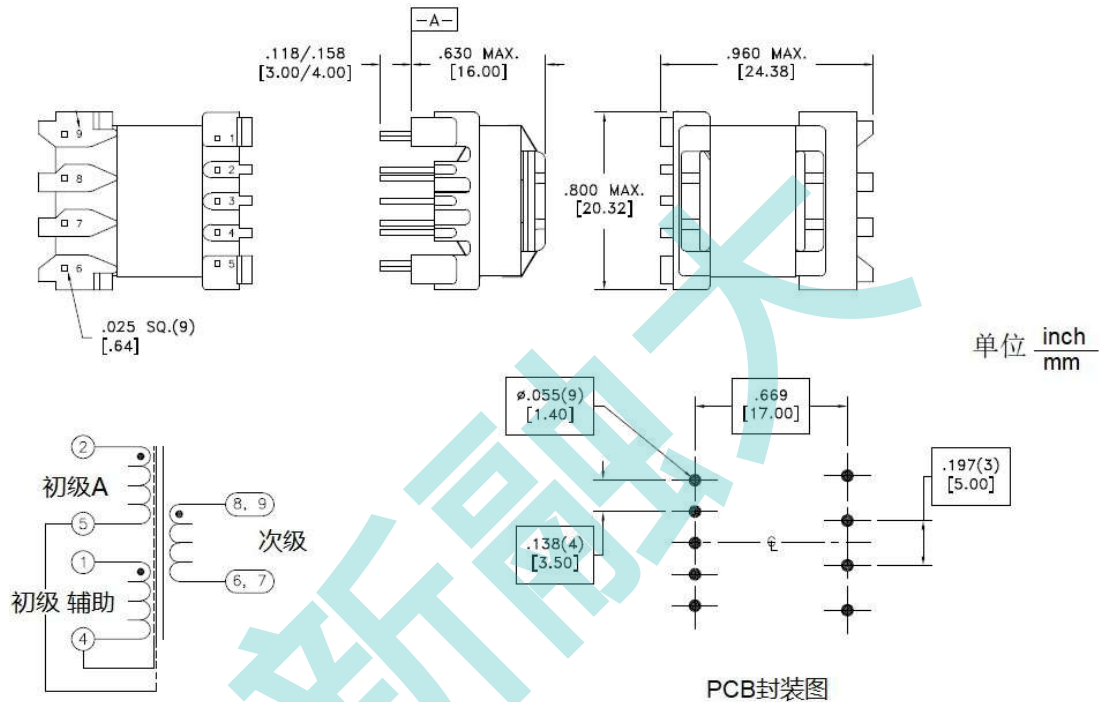 -A-
.118/.158
[3.00/4.00]
.630 MAX.
[16.00]
.960 MAX.
[24.38]
9
8
7
6
1
2
3
4
5
.025 SQ.(9)
[.64]
.800 MAX.
[20.32]
单位 inch
mm
ø.055(9)
[1.40]
.669
[17.00]
.197(3)
[5.00]
.138(4)
[3.50]
℄
PCB封装图
2
初级A
5
1
初级 辅助
4
8, 9
次级
6, 7
新融大